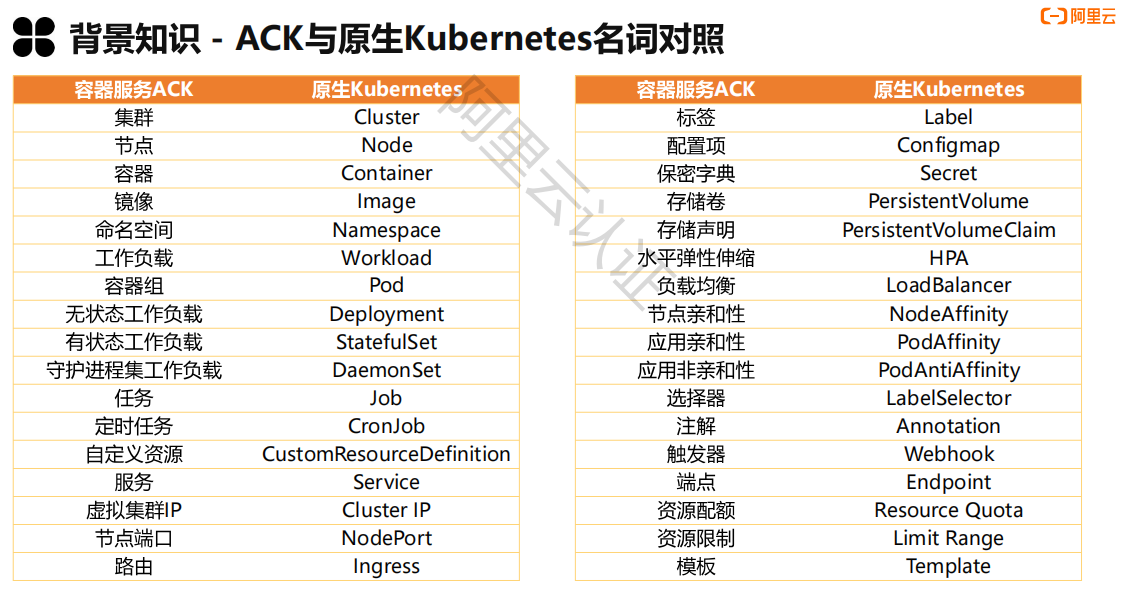 背景知识 - ACK与原生Kubernetes名词对照
阿里云
容器服务ACK 原生Kubernetes
集群 Cluster
节点 Node
容器 Container
镜像 Image
命名空间 Namespace
工作负载 Workload
容器组 Pod
无状态工作负载 Deployment
有状态工作负载 StatefulSet
守护进程集工作负载 DaemonSet
任务 Job
定时任务 CronJob
自定义资源 CustomResourceDefinition
服务 Service
虚拟集群IP Cluster IP
节点端口 NodePort
路由 Ingress
容器服务ACK 原生Kubernetes
标签 Label
配置项 Configmap
保密字典 Secret
存储卷 PersistentVolume
存储声明 PersistentVolumeClaim
水平弹性伸缩 HPA
负载均衡 LoadBalancer
节点亲和性 NodeAffinity
应用亲和性 PodAffinity
应用非亲和性 PodAntiAffinity
选择器 LabelSelector
注解 Annotation
触发器 Webhook
端点 Endpoint
资源配额 Resource Quota
资源限制 Limit Range
模板 Template
阿里云认证